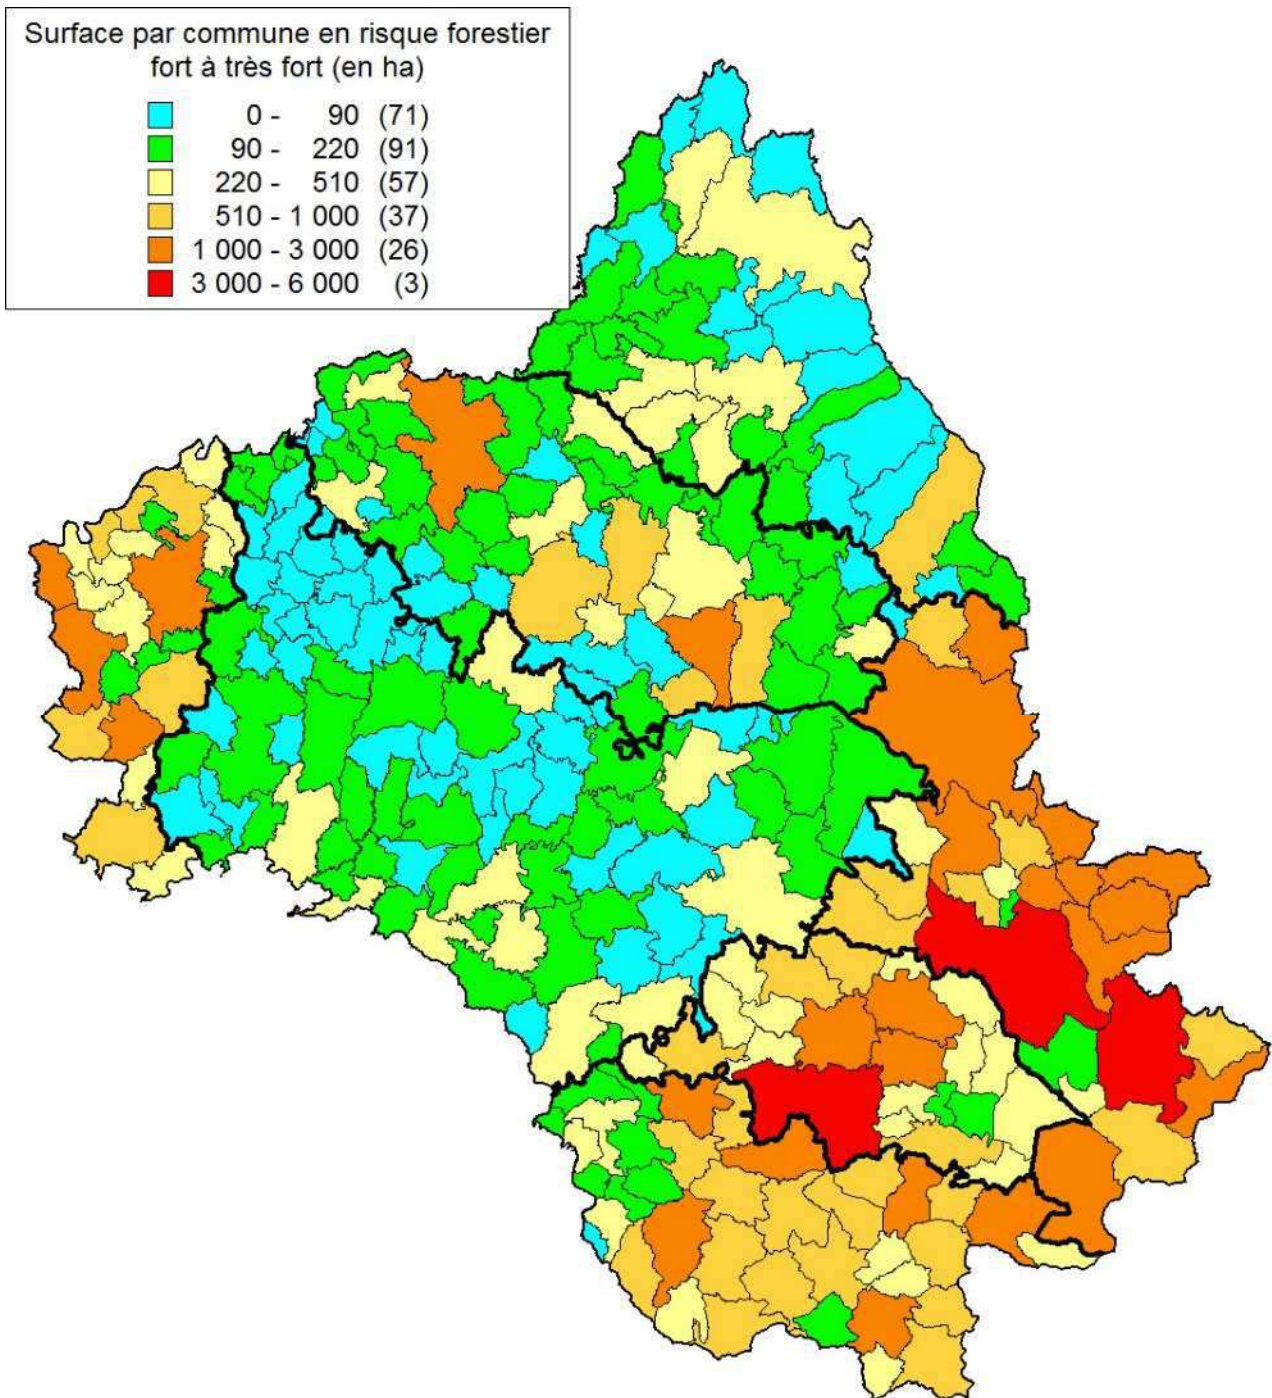 Surface par commune en risque forestier
fort à très fort (en ha)
0 - 90 (71)
90 - 220 (91)
220 - 510 (57)
510 - 1 000 (37)
1 000 - 3 000 (26)
3 000 - 6 000 (3)